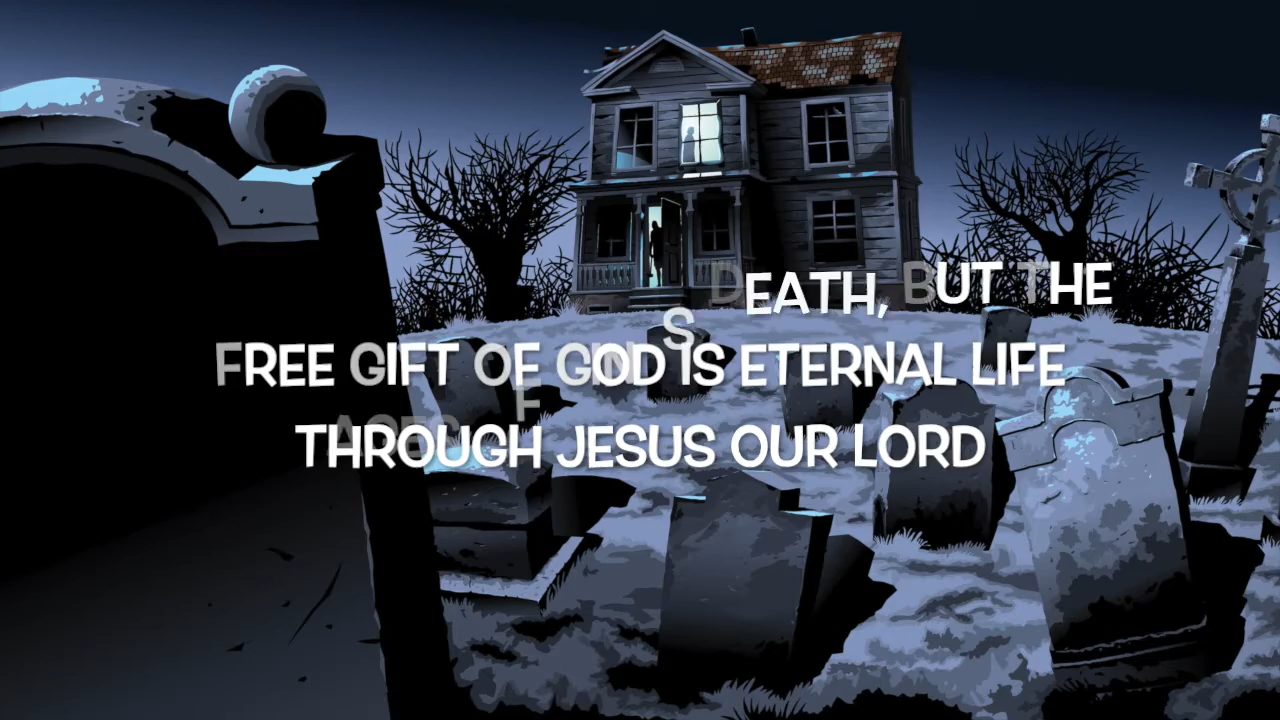 DEATH, BUT THE
FREE GIFT OF GOD IS ETERNAL LIFE
THROUGH JESUS OUR LORD